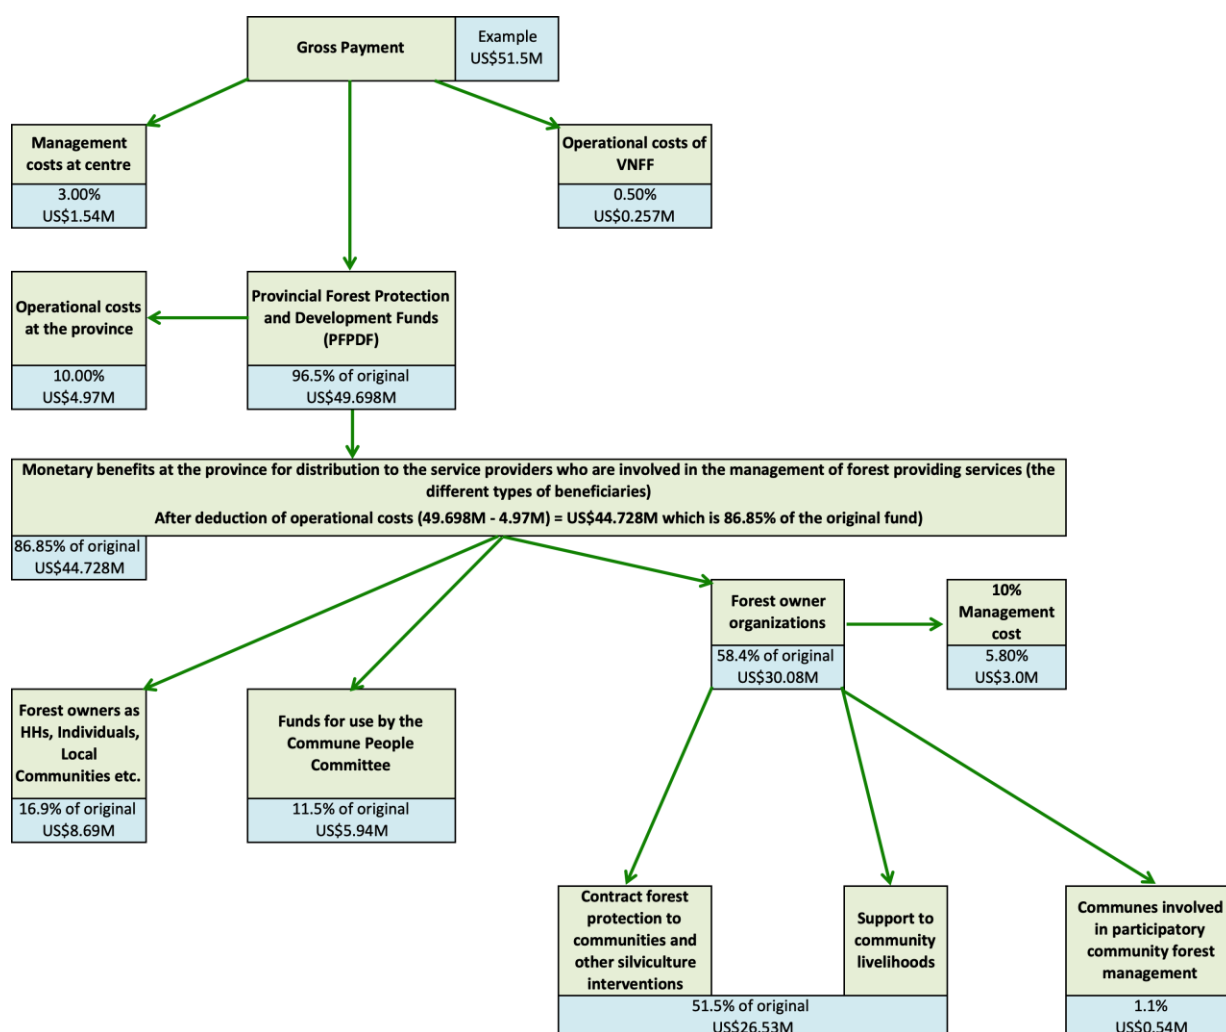 Gross Payment
Example
US$51.5M
Management
costs at centre
3.00%
US$1.54M
Operational costs of
VNFF
0.50%
US$0.257M
Operational costs
at the province
10.00%
US$4.97M
Provincial Forest Protection
and Development Funds
(PFPDF)
96.5% of original
US$49.698M
Monetary benefits at the province for distribution to the service providers who are involved in the management of forest providing services (the
different types of beneficiaries)
After deduction of operational costs (49.698M - 4.97M) = US$44.728M which is 86.85% of the original fund)
86.85% of original
US$44.728M
Forest owner
organizations
58.4% of original
US$30.08M
10%
Management
cost
5.80%
US$3.0M
Forest owners as
HHs, Individuals,
Local
Communities etc.
16.9% of original
US$8.69M
Funds for use by the
Commune People
Committee
11.5% of original
US$5.94M
Contract forest
protection to
communities and
other silviculture
interventions
Support to
community
livelihoods
51.5% of original
US$26.53M
Communes involved
in participatory
community forest
management
1.1%
US$0.54M